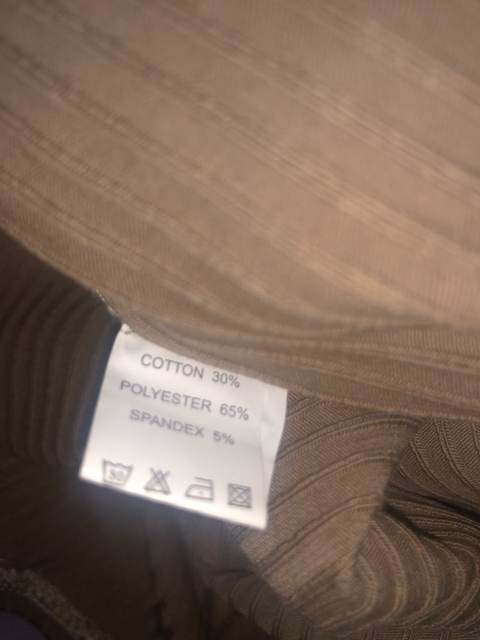 COTTON 30%
POLYESTER 65%
SPANDEX 5%